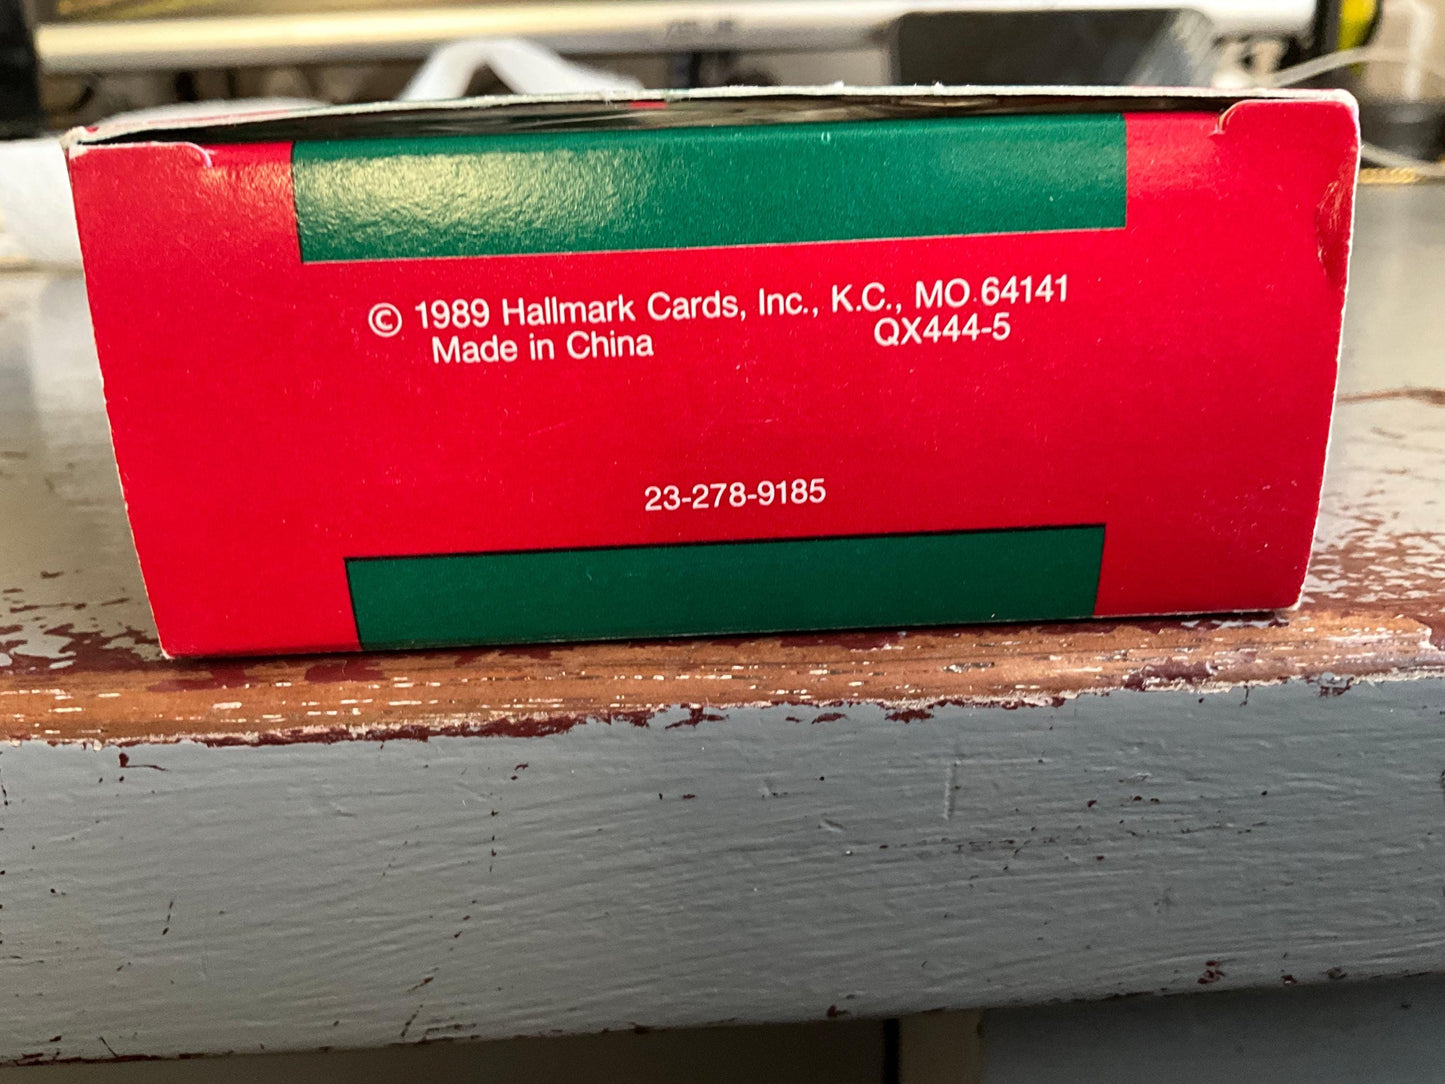 © 1989 Hallmark Cards, Inc., K.C., MO 64141
Made in China QX444-5
23-278-9185